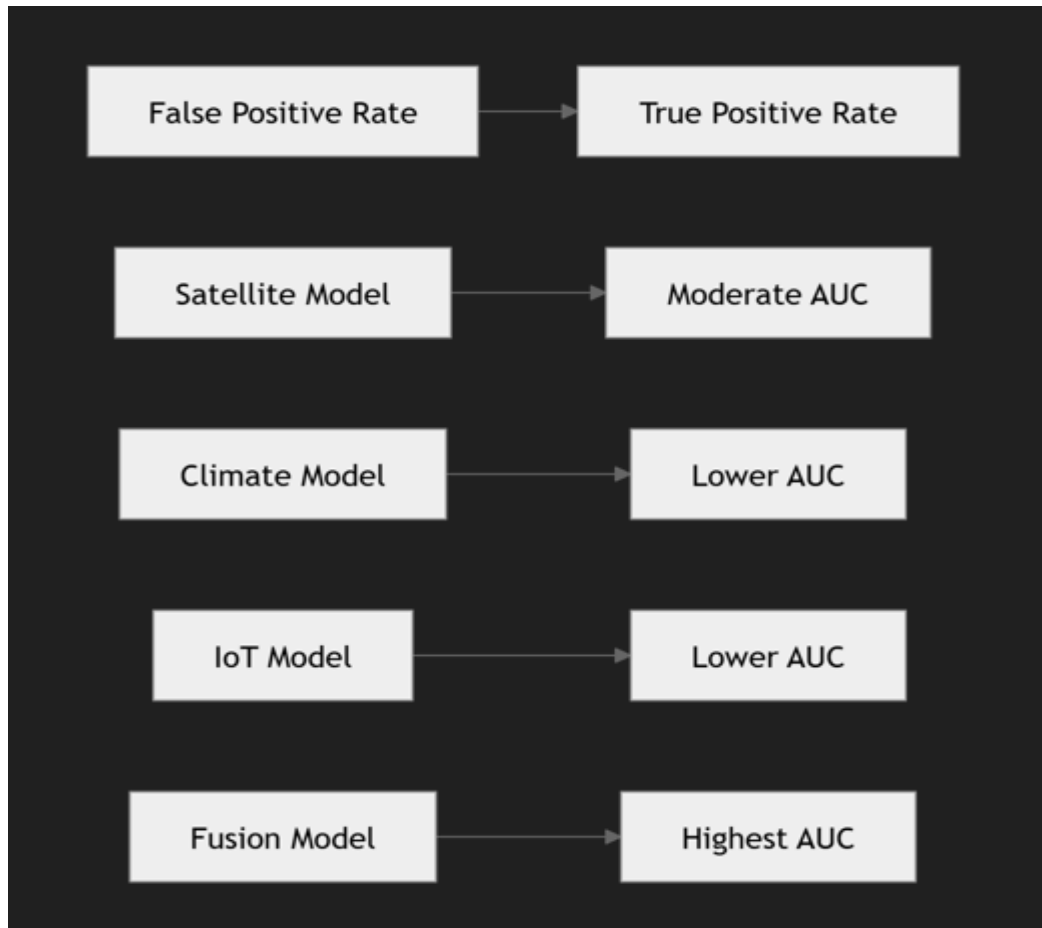 False Positive Rate
True Positive Rate
Satellite Model
Moderate AUC
Climate Model
Lower AUC
IoT Model
Lower AUC
Fusion Model
Highest AUC